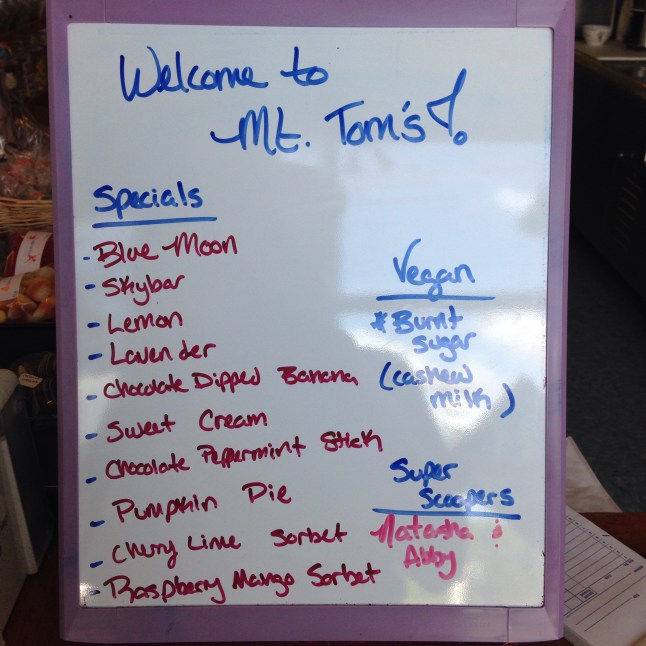 Welcome to
Mt. Tom's!
Specials
- Blue Moon
- Skybar
- Lemon
- Lavender
- Chocolate Dipped Banana
- Sweet Cream
- Chocolate Peppermint Stick
- Pumpkin Pie
- Cherry Lime Sorbet
- Raspberry Mango Sorbet
Vegan
*Burnt
Sugar
(cashew
milk)
Super
Scoopers
Natasha &
Abby